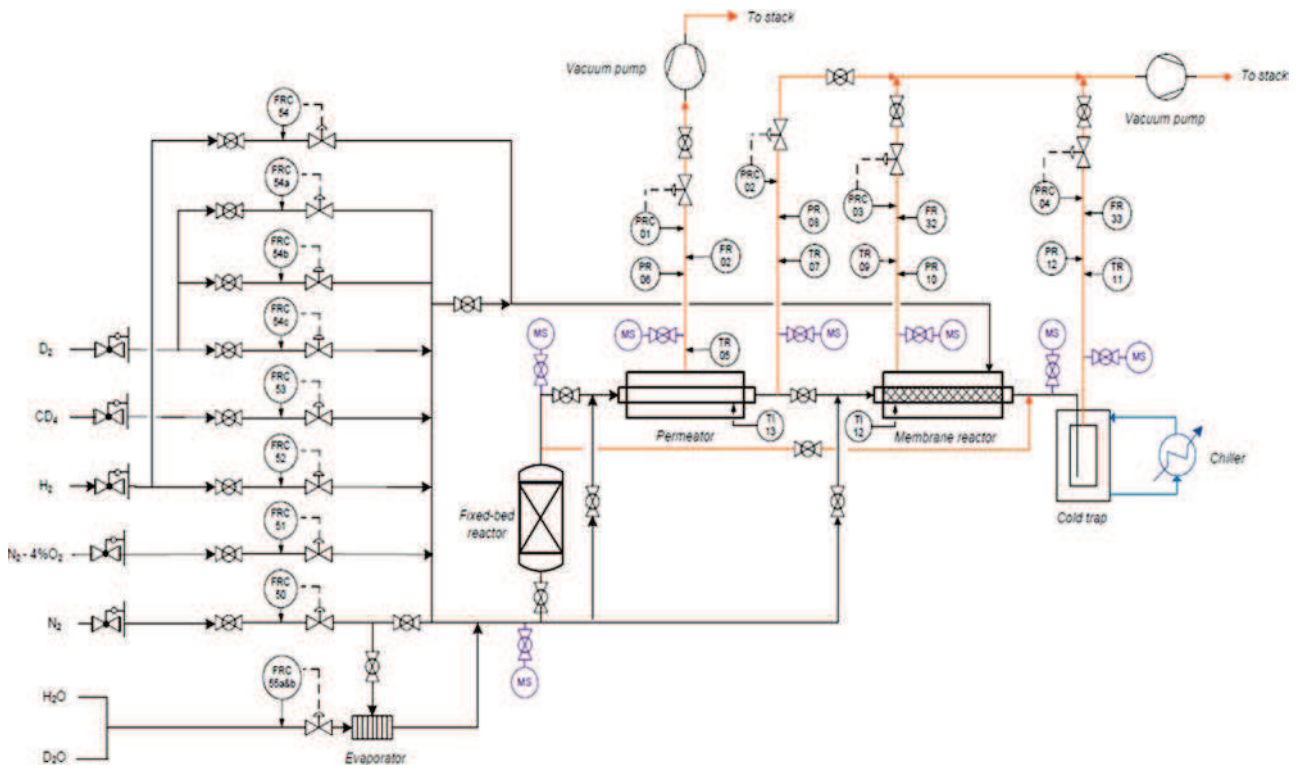 To stack
Vacuum pump
To stack
Vacuum pump
FRC
54
FRC
54a
FRC
54b
FRC
54c
FRC
53
FRC
52
FRC
51
FRC
50
FRC
55a&b
D₂
CD₄
H₂
N₂ - 4%O₂
N₂
H₂O
D₂O
Evaporator
PRC
01
FR
02
PR
06
TR
05
PRC
02
PR
08
TR
07
PRC
03
FR
32
TR
09
PR
10
PRC
04
FR
33
PR
12
TR
11
MS
MS
MS
MS
MS
MS
MS
Permeator
TI
13
TI
12
Membrane reactor
Fixed-bed
reactor
Chiller
Cold trap